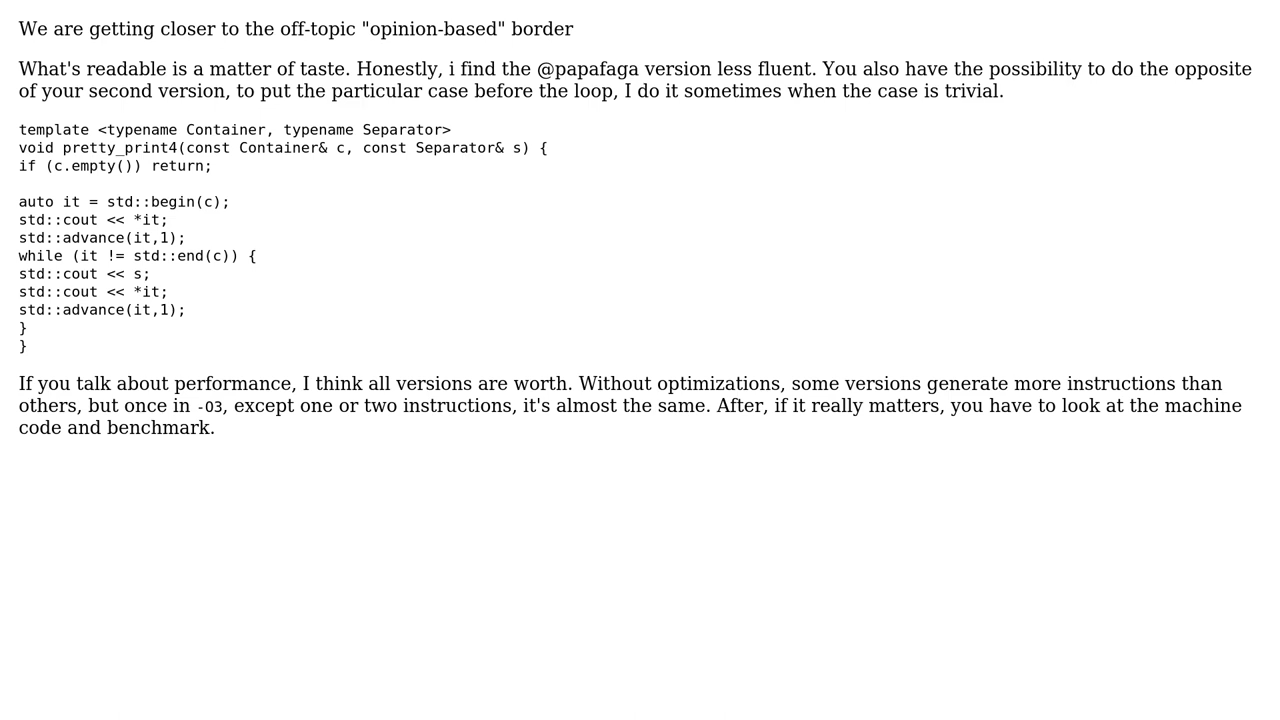 We are getting closer to the off-topic "opinion-based" border
What's readable is a matter of taste. Honestly, i find the @papafaga version less fluent. You also have the possibility to do the opposite
of your second version, to put the particular case before the loop, I do it sometimes when the case is trivial.
template <typename Container, typename Separator>
void pretty_print4(const Container& c, const Separator& s) {
if (c.empty()) return;
auto it = std::begin(c);
std::cout << *it;
std::advance(it,1);
while (it != std::end(c)) {
std::cout << s;
std::cout << *it;
std::advance(it,1);
}
}
If you talk about performance, I think all versions are worth. Without optimizations, some versions generate more instructions than
others, but once in -O3, except one or two instructions, it's almost the same. After, if it really matters, you have to look at the machine
code and benchmark.